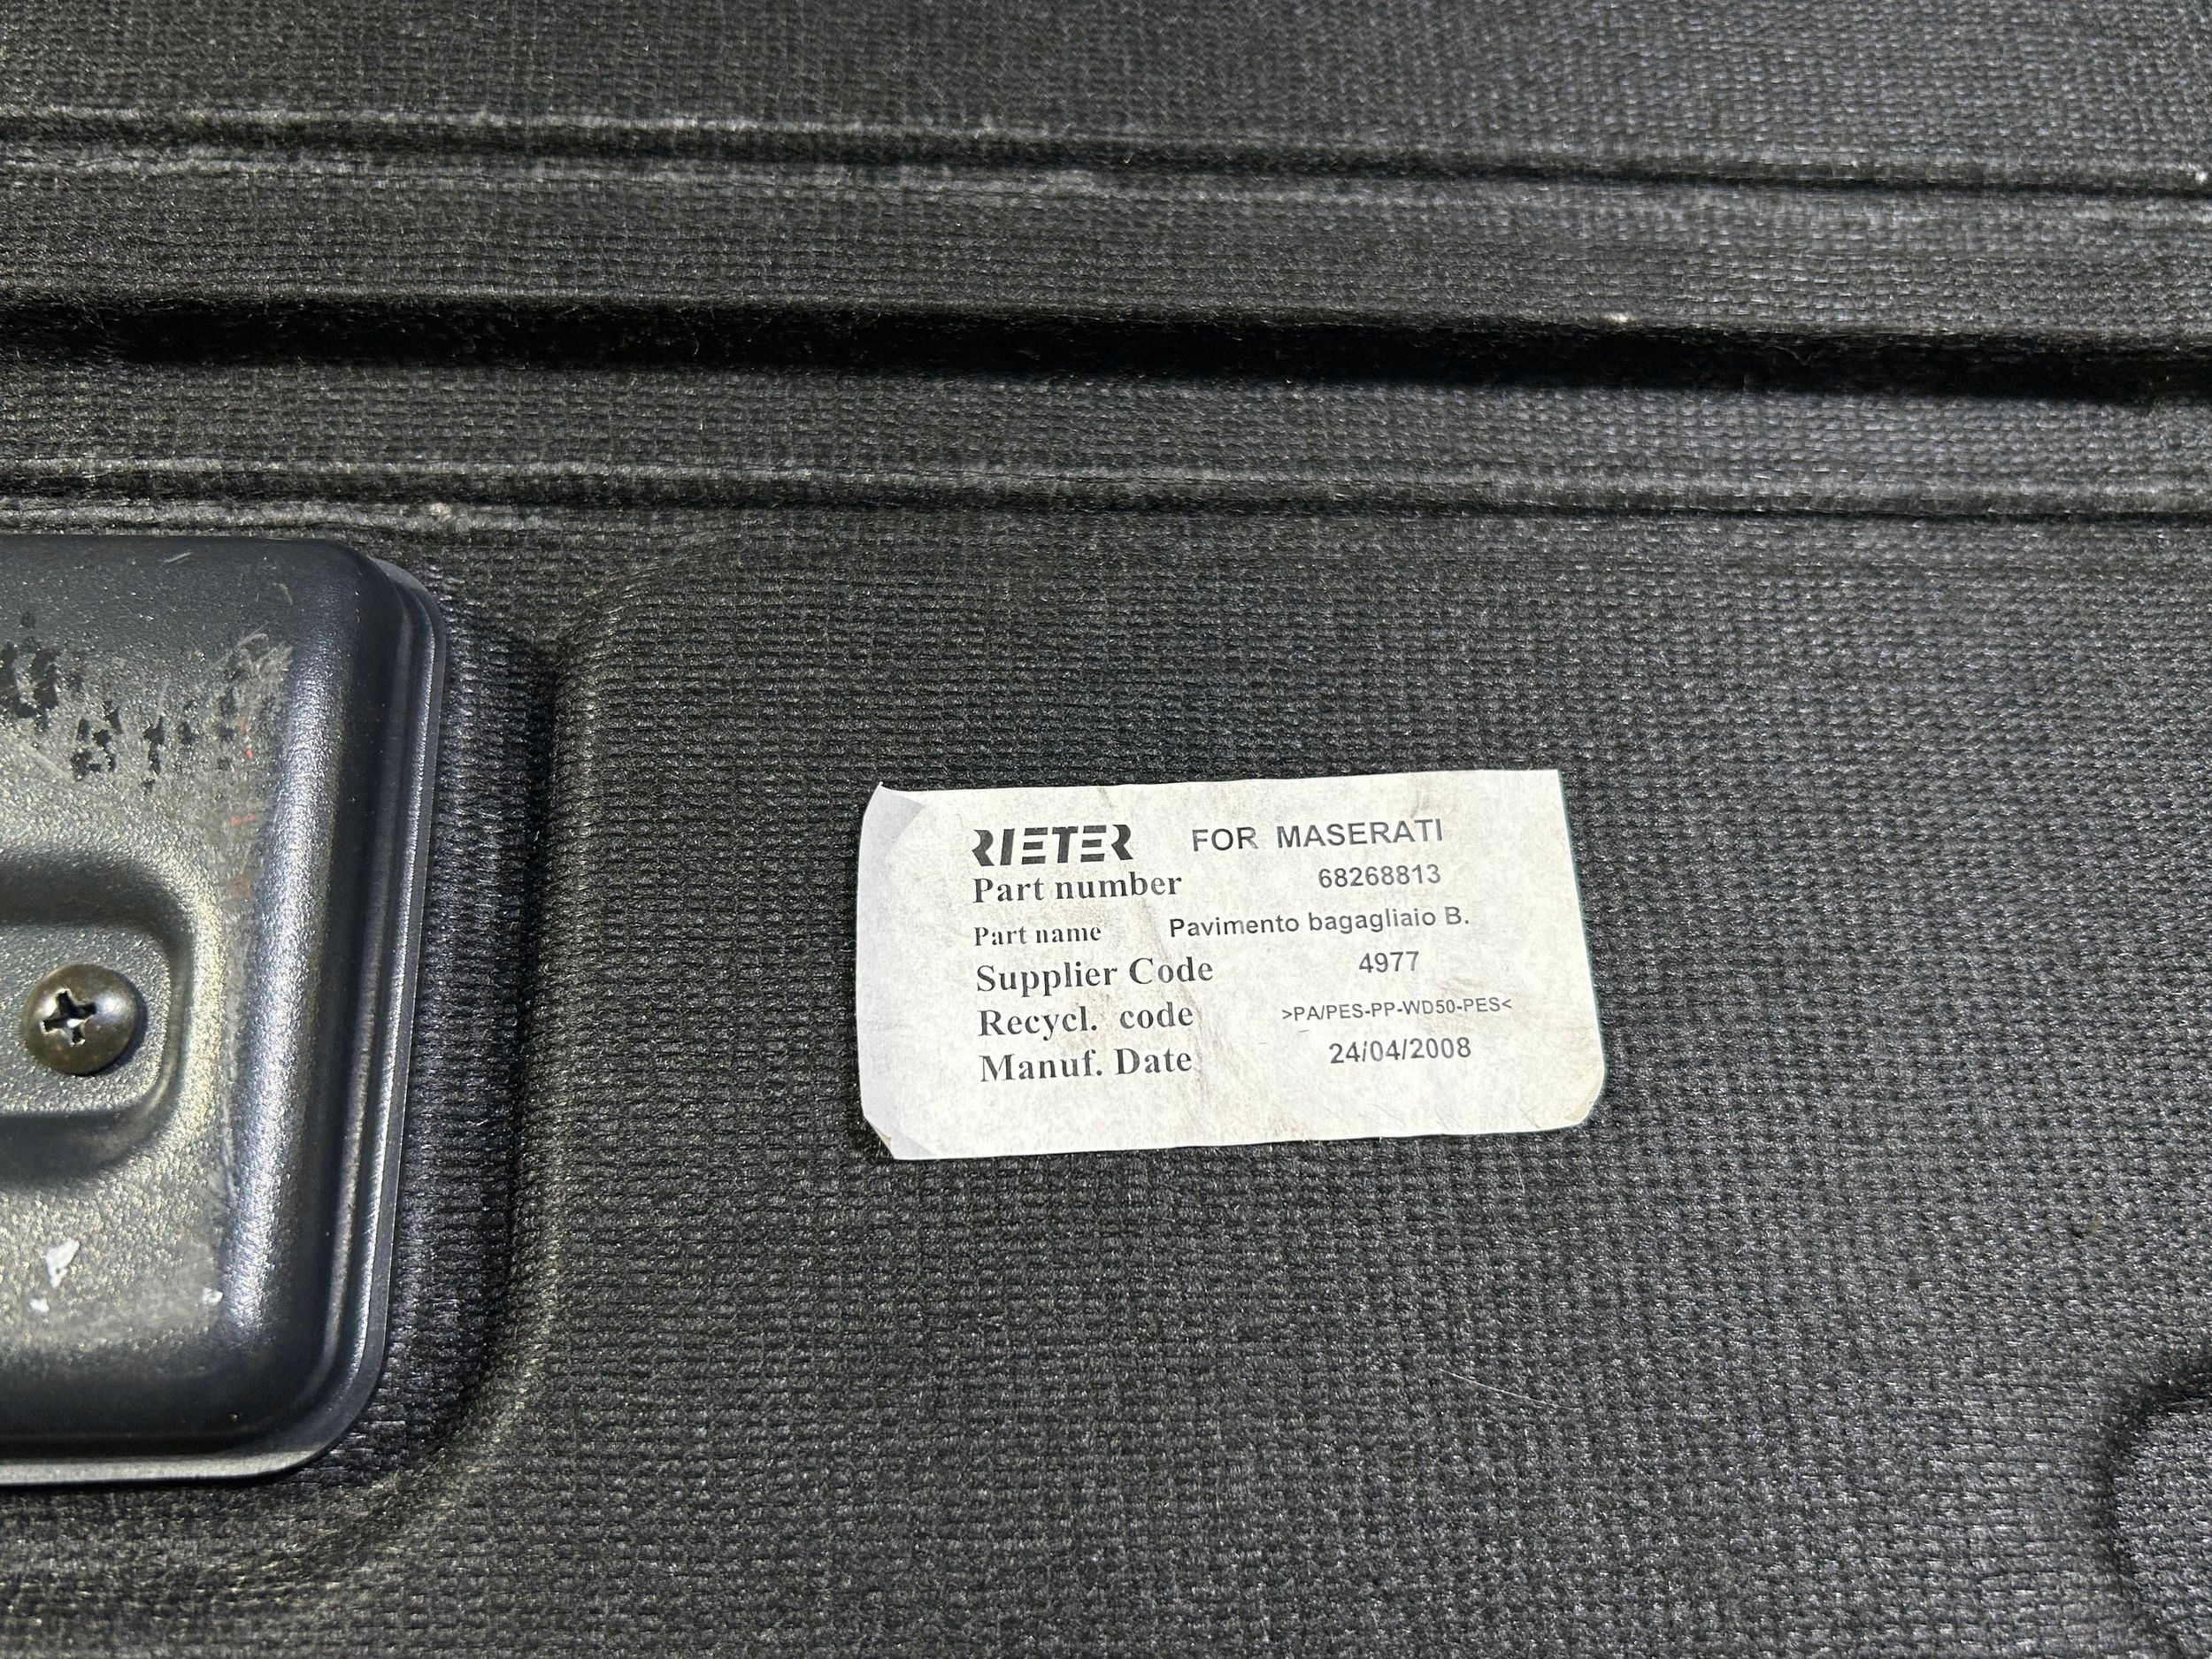 RIETER FOR MASERATI
Part number 68268813
Part name Pavimento bagagliaio B.
Supplier Code 4977
Recycl. code >PA/PES-PP-WD50-PES<
Manuf. Date 24/04/2008